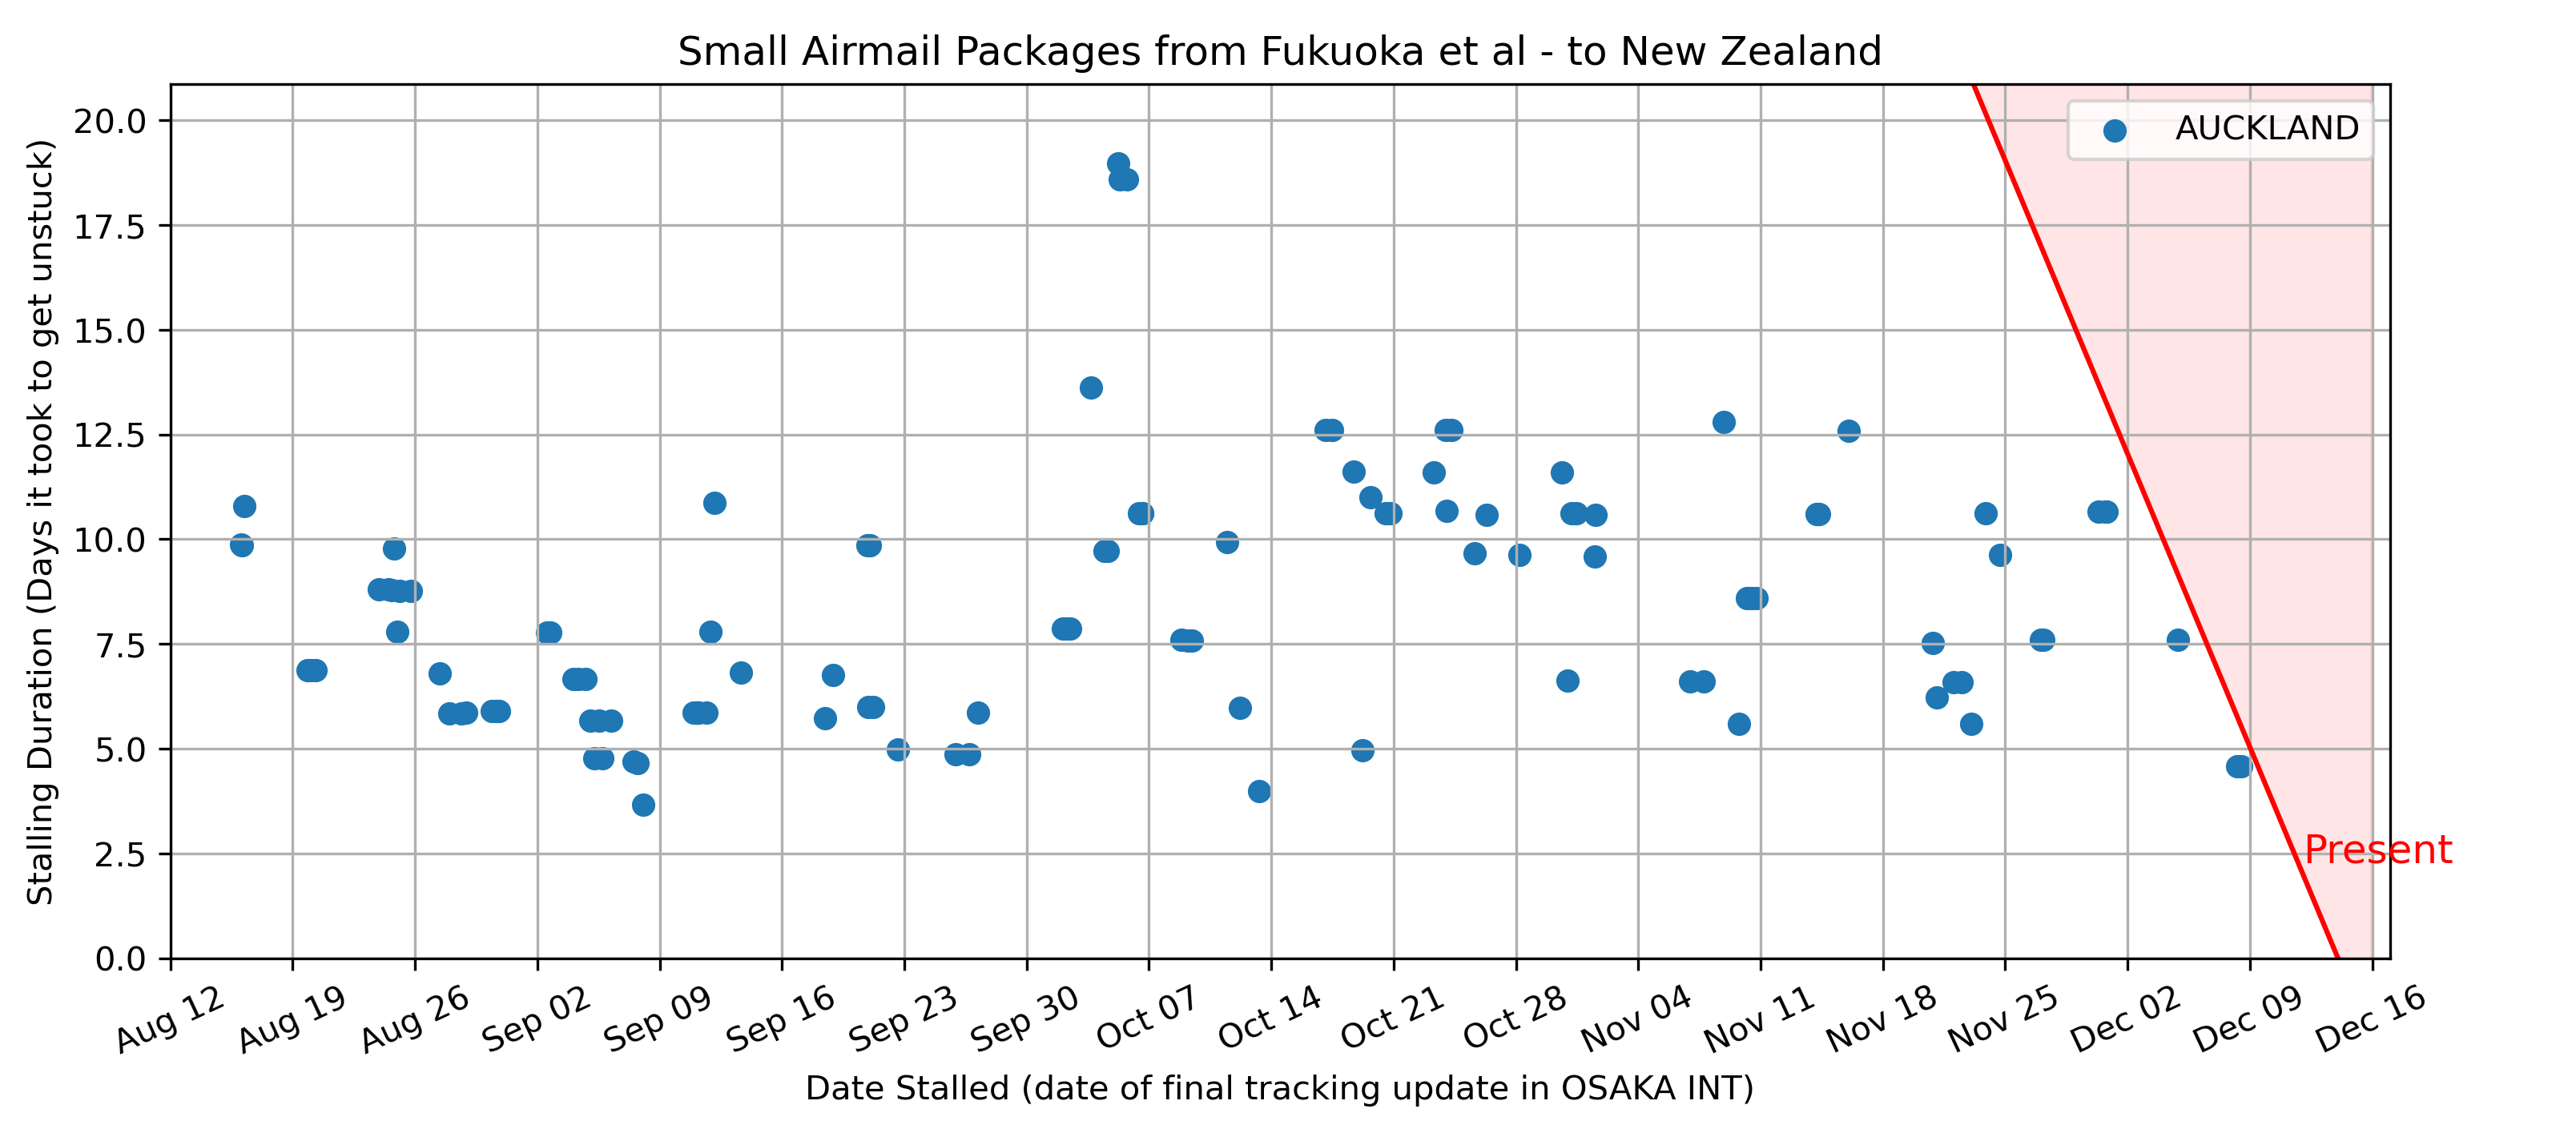 Small Airmail Packages from Fukuoka et al - to New Zealand
AUCKLAND
Stalling Duration (Days it took to get unstuck)
20.0
17.5
15.0
12.5
10.0
7.5
5.0
2.5
0.0
Present
Aug 12
Aug 19
Aug 26
Sep 02
Sep 09
Sep 16
Sep 23
Sep 30
Oct 07
Oct 14
Oct 21
Oct 28
Nov 04
Nov 11
Nov 18
Nov 25
Dec 02
Dec 09
Dec 16
Date Stalled (date of final tracking update in OSAKA INT)